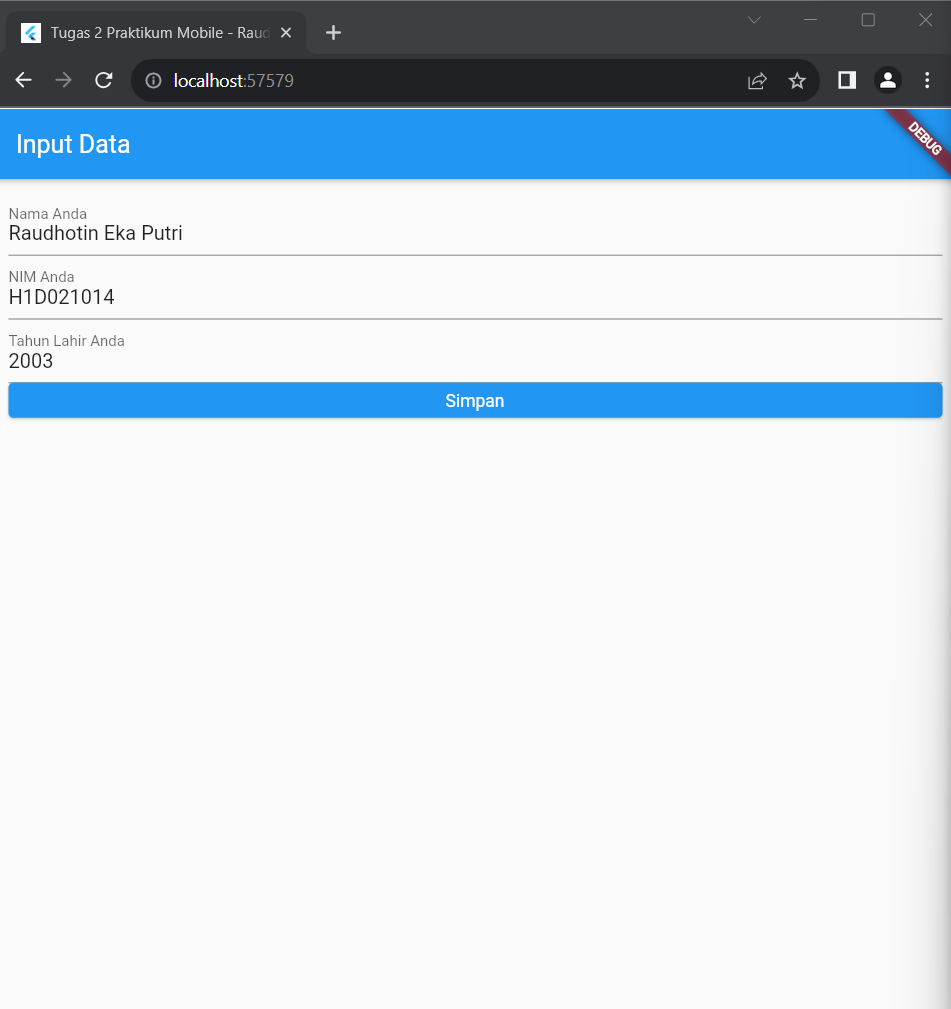 Tugas 2 Praktikum Mobile - Raud
localhost:57579
Input Data
DEBUG
Nama Anda
Raudhotin Eka Putri
NIM Anda
H1D021014
Tahun Lahir Anda
2003
Simpan